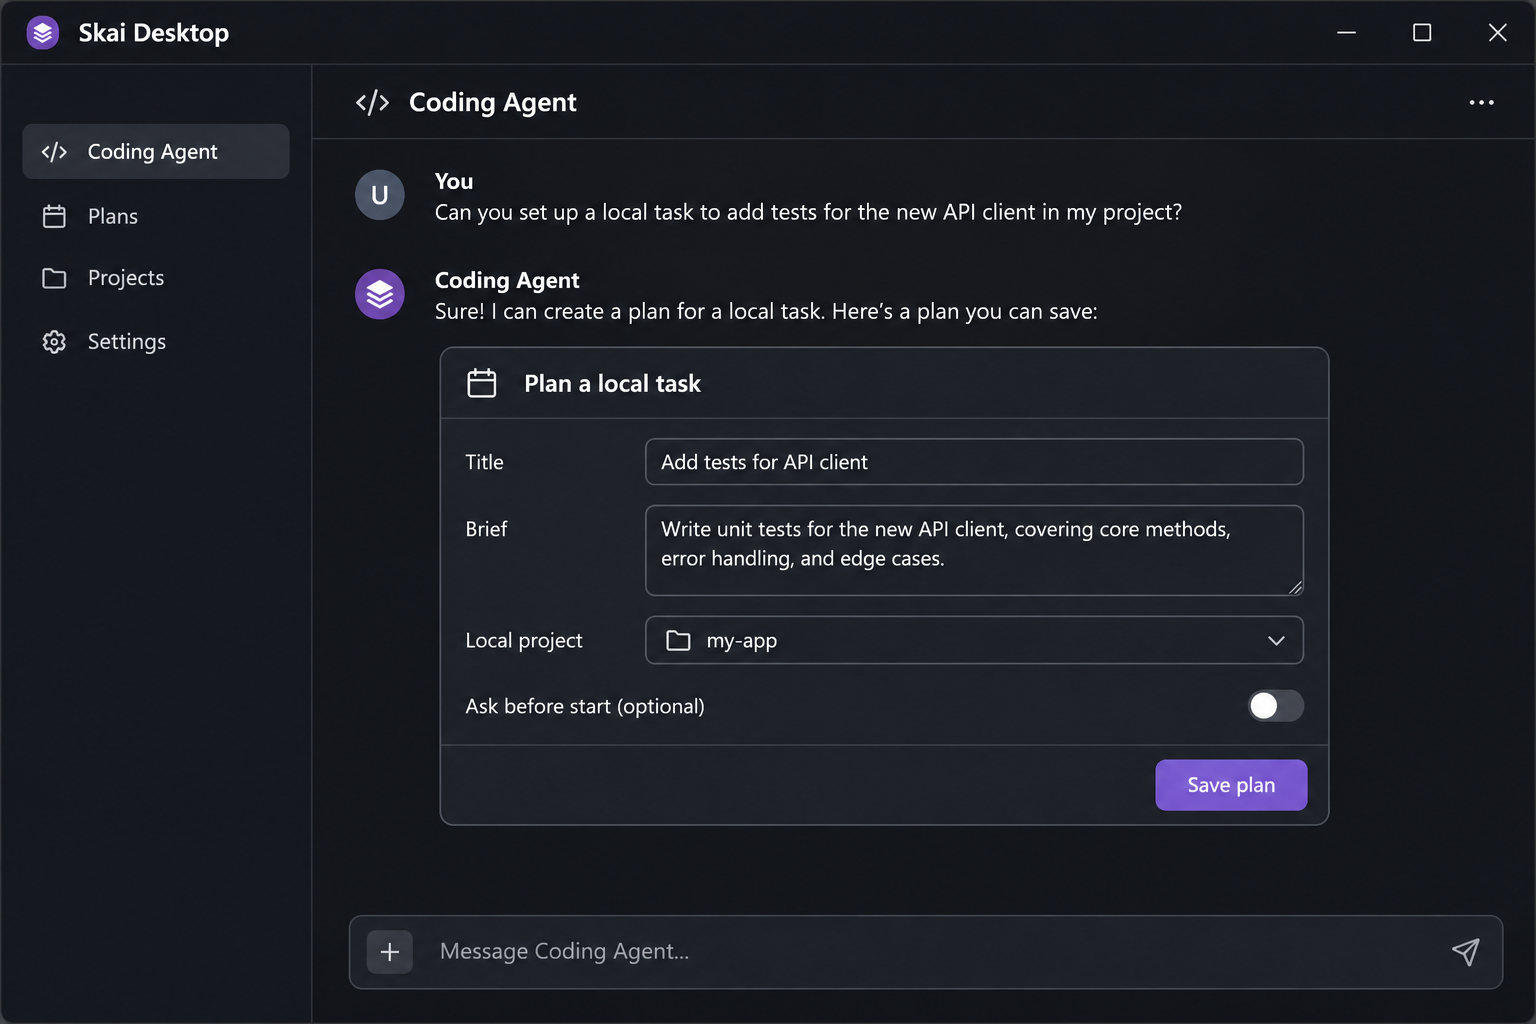 Skai Desktop
Coding Agent
Plans
Projects
Settings
Coding Agent
U
You
Can you set up a local task to add tests for the new API client in my project?
Coding Agent
Sure! I can create a plan for a local task. Here’s a plan you can save:
Plan a local task
Title
Add tests for API client
Brief
Write unit tests for the new API client, covering core methods,
error handling, and edge cases.
Local project
my-app
Ask before start (optional)
Save plan
Message Coding Agent...